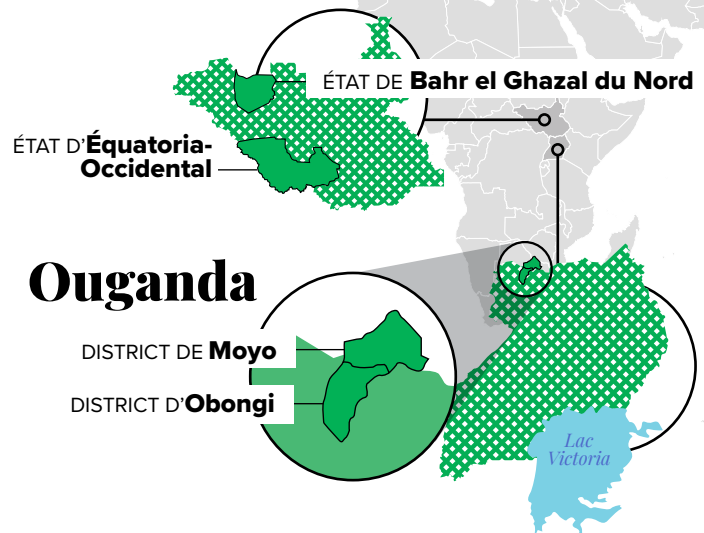 ÉTAT DE Bahr el Ghazal du Nord
ÉTAT D'Équatoria-
Occidental
Ouganda
DISTRICT DE Moyo
DISTRICT D'Obongi
Lac
Victoria